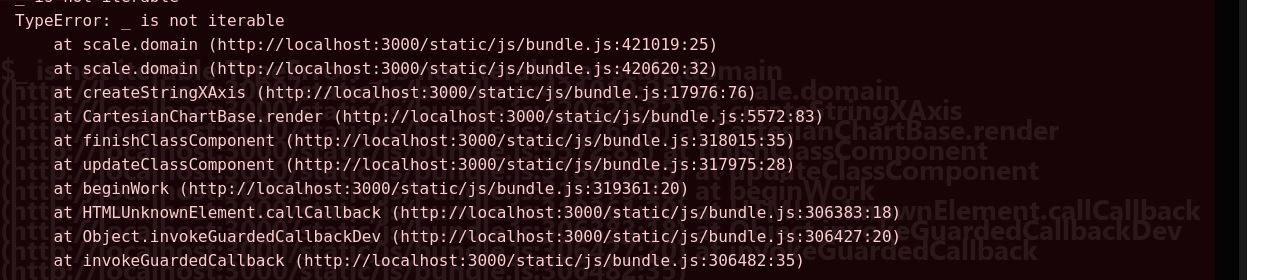 _ is not iterable
TypeError: _ is not iterable
at scale.domain (http://localhost:3000/static/js/bundle.js:421019:25)
at scale.domain (http://localhost:3000/static/js/bundle.js:420620:32)
at createStringXAxis (http://localhost:3000/static/js/bundle.js:17976:76)
at CartesianChartBase.render (http://localhost:3000/static/js/bundle.js:5572:83)
at finishClassComponent (http://localhost:3000/static/js/bundle.js:318015:35)
at updateClassComponent (http://localhost:3000/static/js/bundle.js:317975:28)
at beginWork (http://localhost:3000/static/js/bundle.js:319361:20)
at HTMLUnknownElement.callCallback (http://localhost:3000/static/js/bundle.js:306383:18)
at Object.invokeGuardedCallbackDev (http://localhost:3000/static/js/bundle.js:306427:20)
at invokeGuardedCallback (http://localhost:3000/static/js/bundle.js:306482:35)